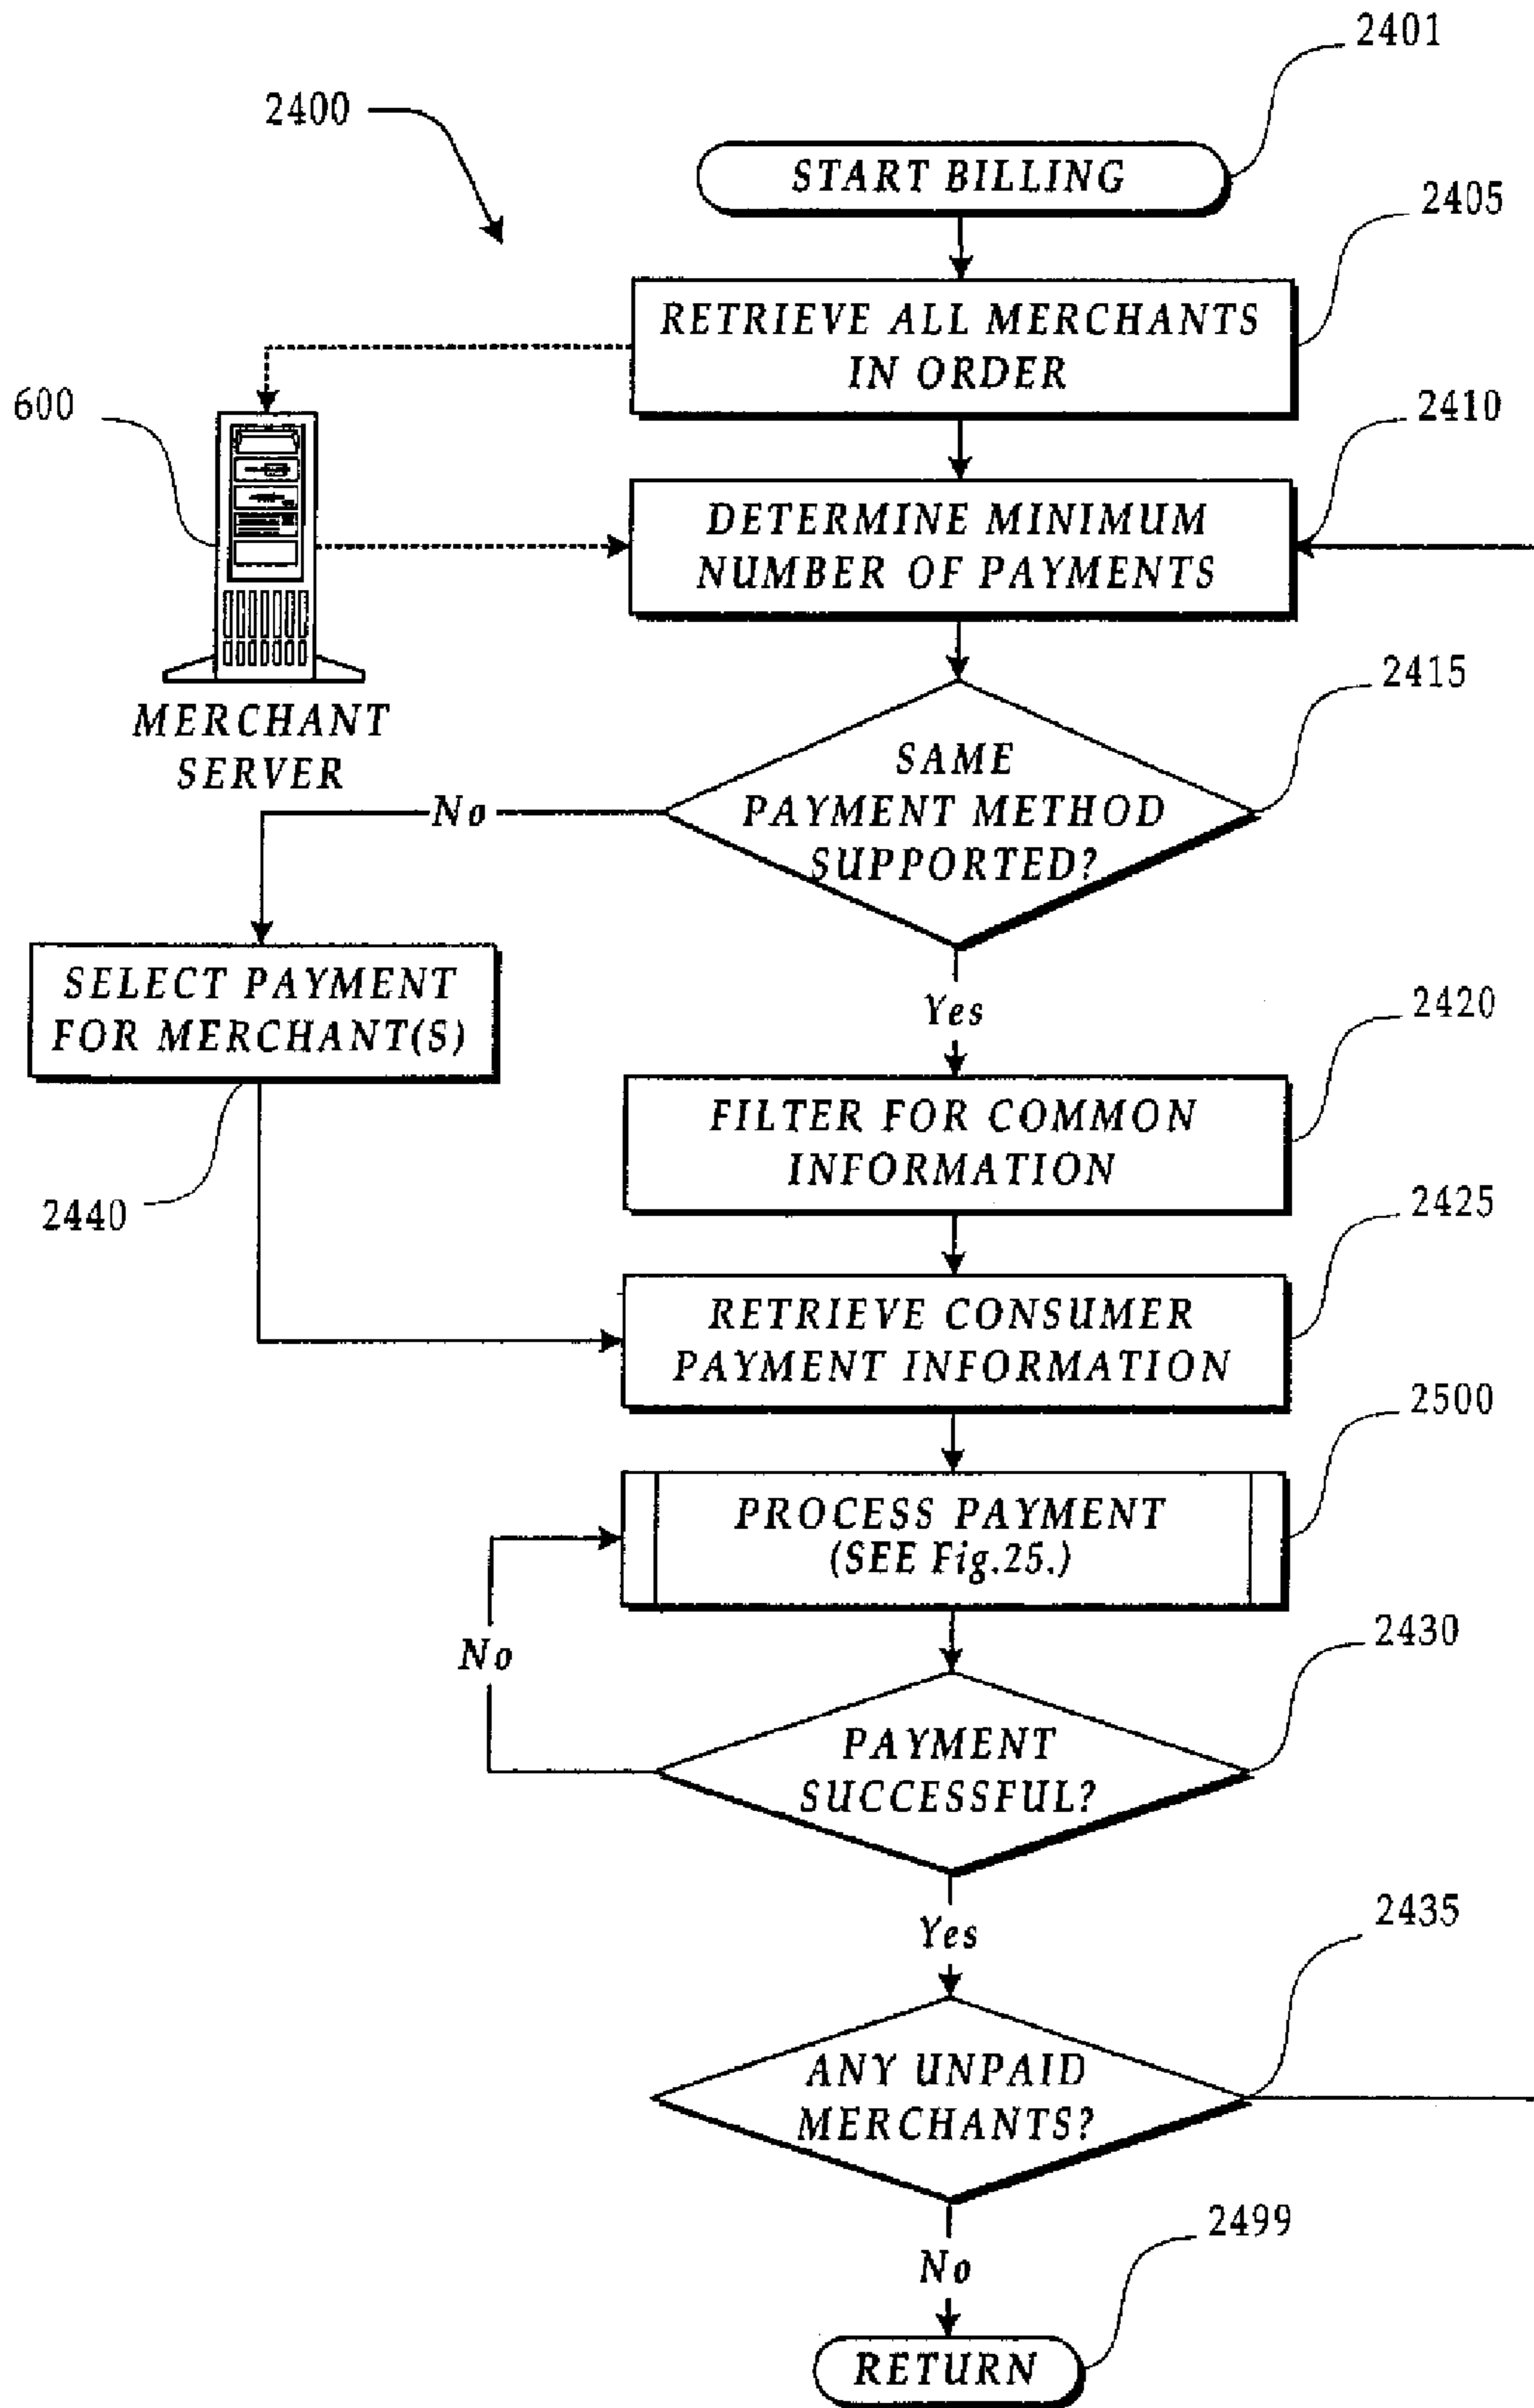 2401
2400
START BILLING
2405
RETRIEVE ALL MERCHANTS
IN ORDER
600
2410
DETERMINE MINIMUM
NUMBER OF PAYMENTS
2415
MERCHANT
SERVER
SAME
PAYMENT METHOD
SUPPORTED?
No
SELECT PAYMENT
FOR MERCHANT(S)
Yes
2420
FILTER FOR COMMON
INFORMATION
2440
2425
RETRIEVE CONSUMER
PAYMENT INFORMATION
2500
PROCESS PAYMENT
(SEE Fig.25.)
No
2430
PAYMENT
SUCCESSFUL?
Yes
2435
ANY UNPAID
MERCHANTS?
2499
No
RETURN